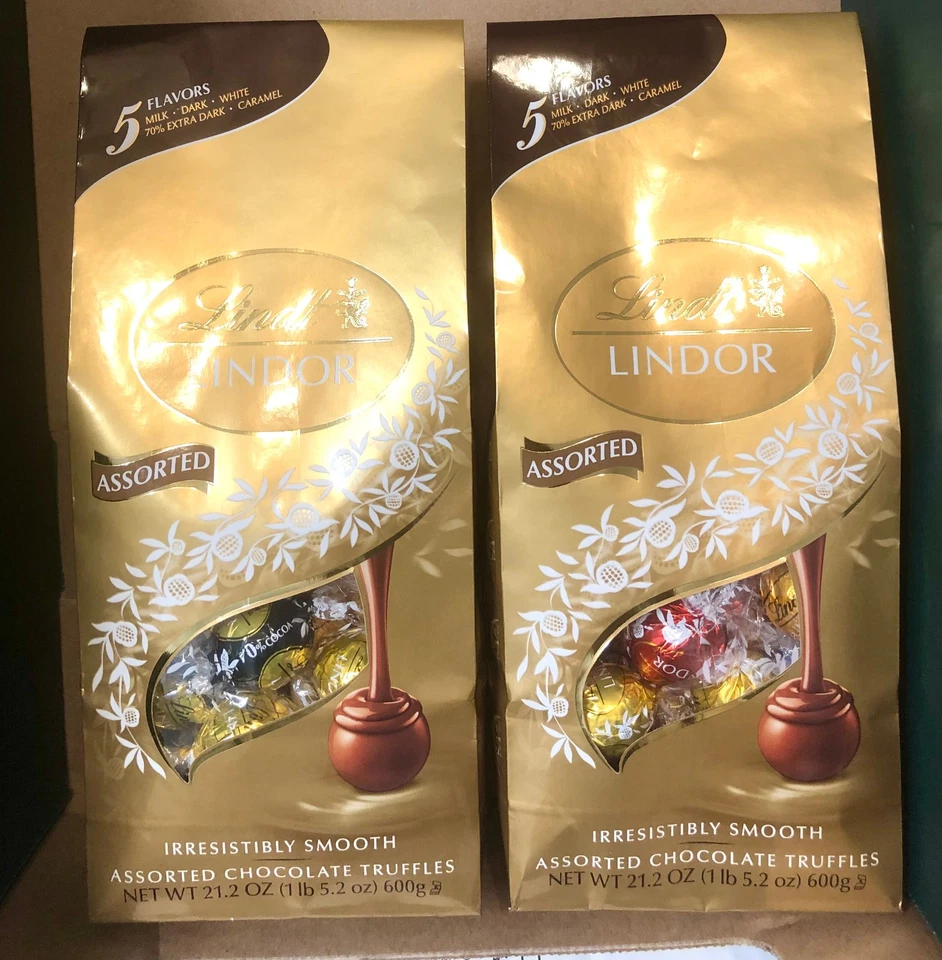 5 FLAVORS
MILK · DARK · WHITE
70% EXTRA DARK · CARAMEL
Lindt
LINDOR
ASSORTED
70% COCOA
IRRESISTIBLY SMOOTH
ASSORTED CHOCOLATE TRUFFLES
NET WT 21.2 OZ (1 lb 5.2 oz) 600g
5 FLAVORS
MILK · DARK · WHITE
70% EXTRA DARK · CARAMEL
Lindt
LINDOR
ASSORTED
IRRESISTIBLY SMOOTH
ASSORTED CHOCOLATE TRUFFLES
NET WT 21.2 OZ (1 lb 5.2 oz) 600g